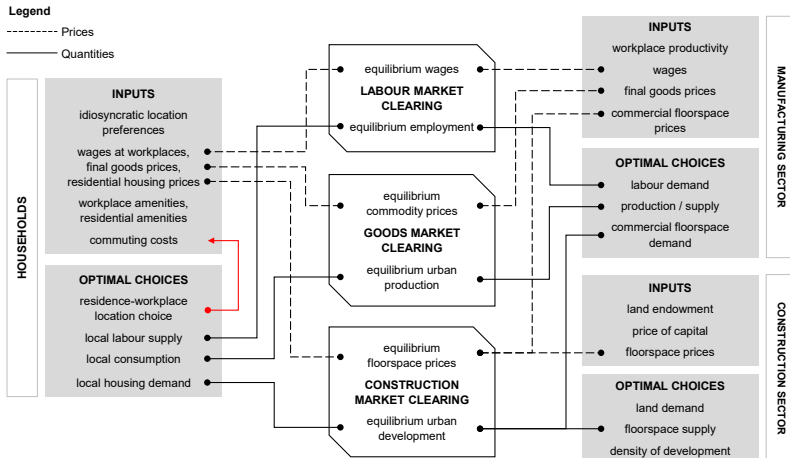 Legend
Prices
Quantities
HOUSEHOLDS
INPUTS
idiosyncratic location
preferences
wages at workplaces,
final goods prices,
residential housing prices
workplace amenities,
residential amenities
commuting costs
OPTIMAL CHOICES
residence-workplace
location choice
local labour supply
local consumption
local housing demand
equilibrium wages
LABOUR MARKET
CLEARING
equilibrium employment
equilibrium
commodity prices
GOODS MARKET
CLEARING
equilibrium urban
production
equilibrium
floorspace prices
CONSTRUCTION
MARKET CLEARING
equilibrium urban
development
INPUTS
workplace productivity
wages
final goods prices
commercial floorspace
prices
OPTIMAL CHOICES
labour demand
production / supply
commercial floorspace
demand
MANUFACTURING SECTOR
INPUTS
land endowment
price of capital
floorspace prices
OPTIMAL CHOICES
land demand
floorspace supply
density of development
CONSTRUCTION SECTOR